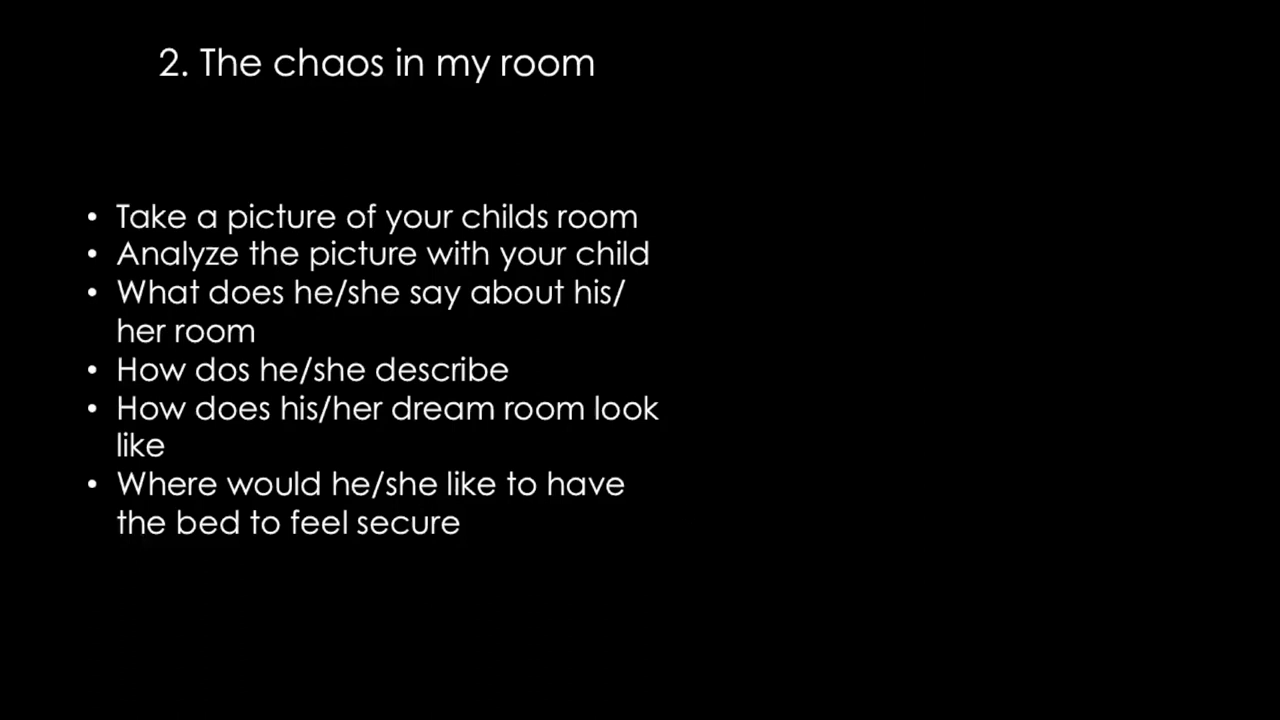 2. The chaos in my room
• Take a picture of your childs room
• Analyze the picture with your child
• What does he/she say about his/
her room
• How dos he/she describe
• How does his/her dream room look
like
• Where would he/she like to have
the bed to feel secure